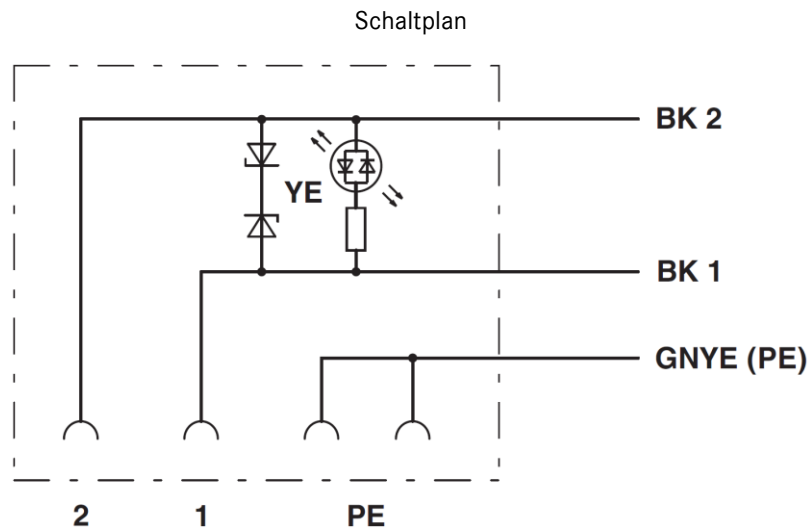 Schaltplan
BK 2
YE
BK 1
GNYE (PE)
2 1 PE